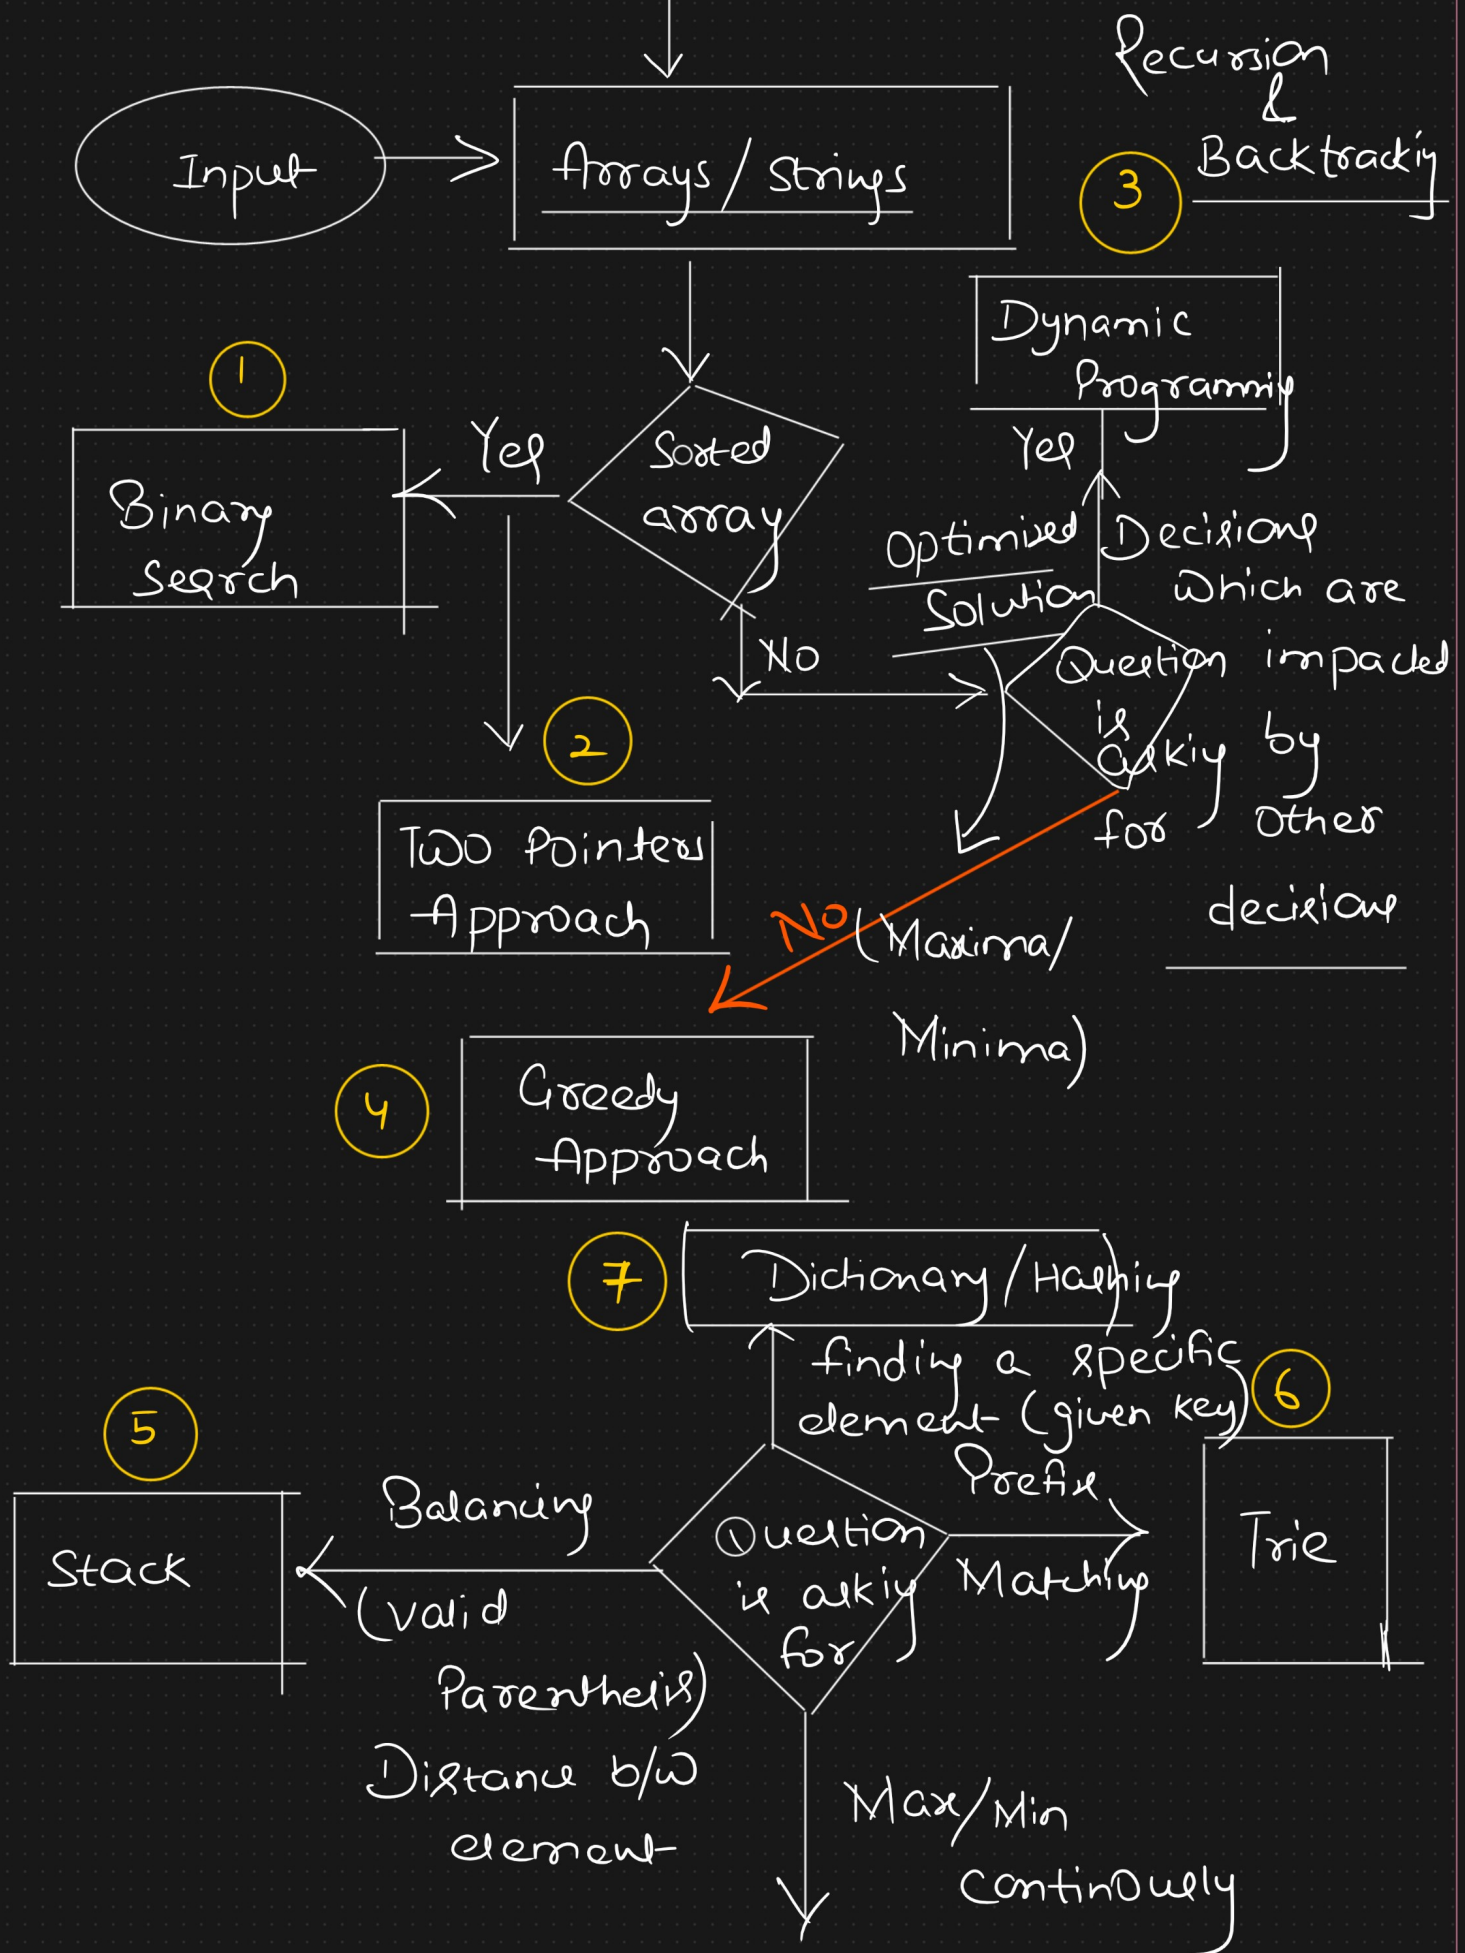 Recursion
&
Backtracking
3
Input
Arrays / Strings
Dynamic
Programming
1
Yes
Sorted
array
Binary
Search
Yes
Optimised
Solution
Decisions
which are
impacted
by
other
decisions
No
Question
is
asking
for
2
Two Pointers
Approach
No
(Maxima/
Minima)
4
Greedy
Approach
7
Dictionary / Hashing
finding a specific
element (given key)
6
5
Balancing
(valid
Parenthesis)
Distance b/w
element
Stack
Question
is asking
for
Prefix
Matching
Trie
Max/Min
Continously